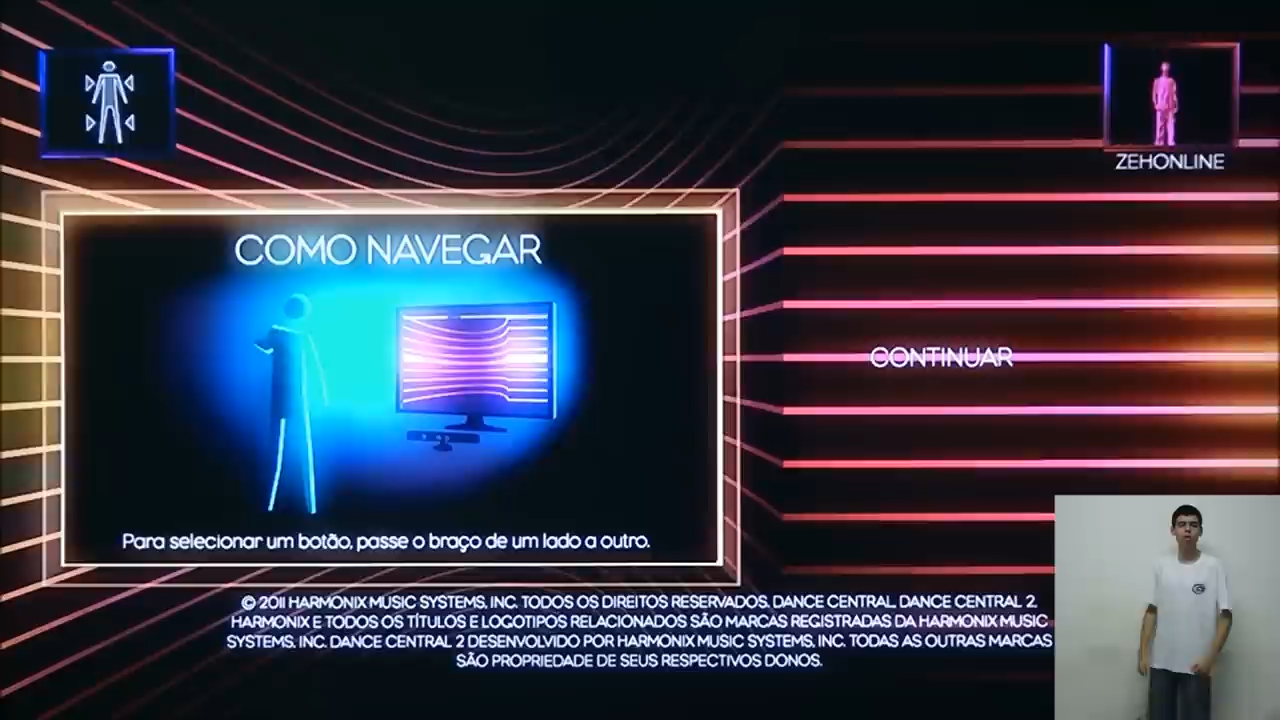 ZEHONLINE
COMO NAVEGAR
CONTINUAR
Para selecionar um botão, passe o braço de um lado a outro.
© 2011 HARMONIX MUSIC SYSTEMS, INC. TODOS OS DIREITOS RESERVADOS. DANCE CENTRAL, DANCE CENTRAL 2,
HARMONIX E TODOS OS TÍTULOS E LOGOTIPOS RELACIONADOS SÃO MARCAS REGISTRADAS DA HARMONIX MUSIC
SYSTEMS, INC. DANCE CENTRAL 2 DESENVOLVIDO POR HARMONIX MUSIC SYSTEMS, INC. TODAS AS OUTRAS MARCAS
SÃO PROPRIEDADE DE SEUS RESPECTIVOS DONOS.